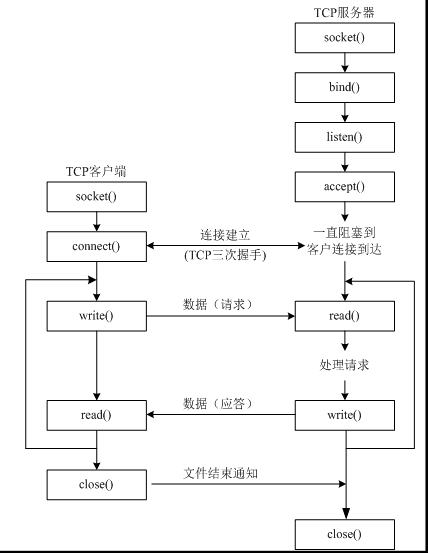 TCP服务器
socket()
bind()
listen()
TCP客户端
accept()
socket()
连接建立
一直阻塞到
connect()
(TCP三次握手)
客户连接到达
数据（请求）
write()
read()
处理请求
数据（应答）
read()
write()
文件结束通知
close()
close()